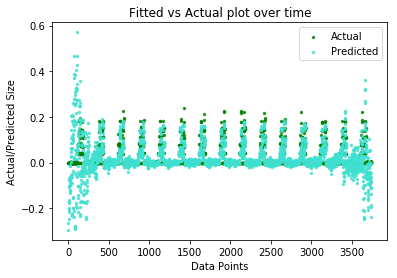 Fitted vs Actual plot over time
Actual
Predicted
Actual/Predicted Size
0.6
0.4
0.2
0.0
−0.2
0
500
1000
1500
2000
2500
3000
3500
Data Points